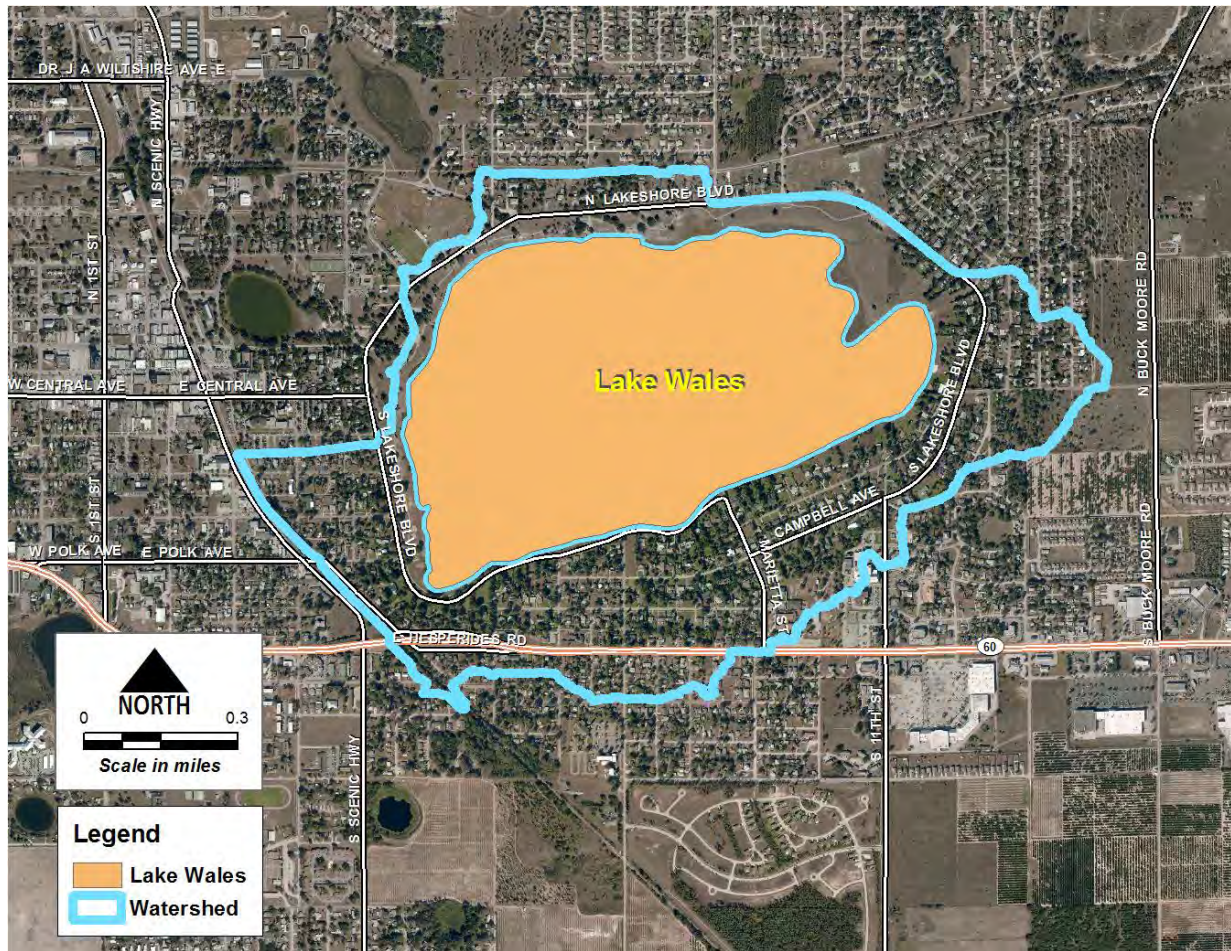 DR J A WILTSHIRE AVE E
N SCENIC HWY
N LAKESHORE BLVD
N 1ST ST
N BUCK MOORE RD
Lake Wales
W CENTRAL AVE
E CENTRAL AVE
S LAKESHORE BLVD
S LAKESHORE BLVD
CAMPBELL AVE
S 1ST ST
W POLK AVE
E POLK AVE
MARIETTA ST
S BUCK MOORE RD
E HESPERIDES RD
60
NORTH
0
0.3
Scale in miles
S 11TH ST
S SCENIC HWY
Legend
Lake Wales
Watershed